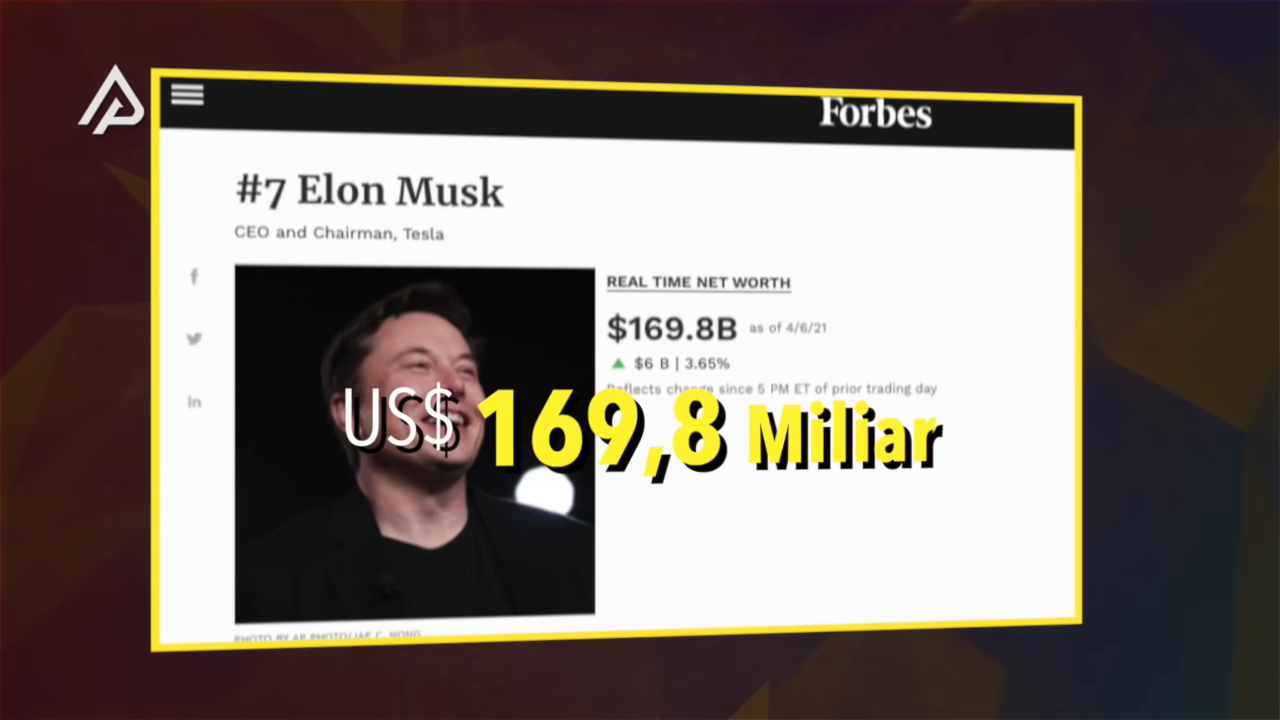 Forbes
#7 Elon Musk
CEO and Chairman, Tesla
REAL TIME NET WORTH
$169.8B as of 4/6/21
$6 B | 3.65%
Reflects change since 5 PM ET of prior trading day
US$ 169,8 Miliar
PHOTO BY AP PHOTO/JAE C. HONG